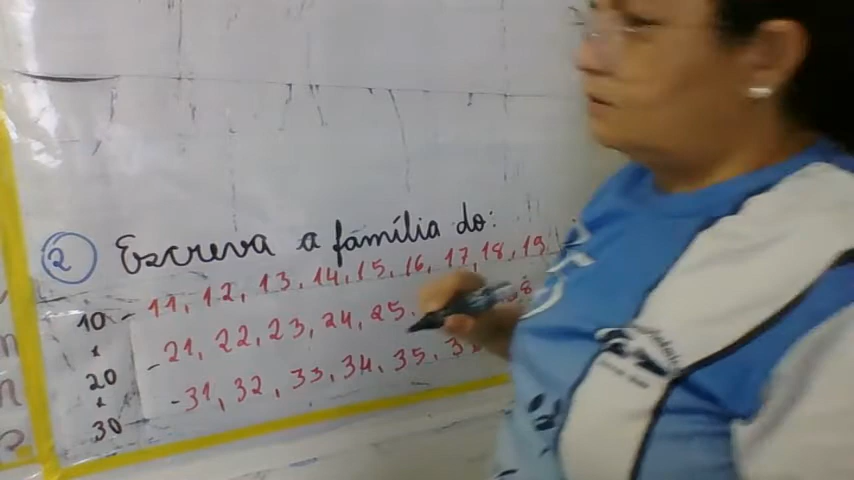 2 Escreva a família do:
10 - 11, 12, 13, 14, 15, 16, 17, 18, 19
20 - 21, 22, 23, 24, 25,
30 - 31, 32, 33, 34, 35,